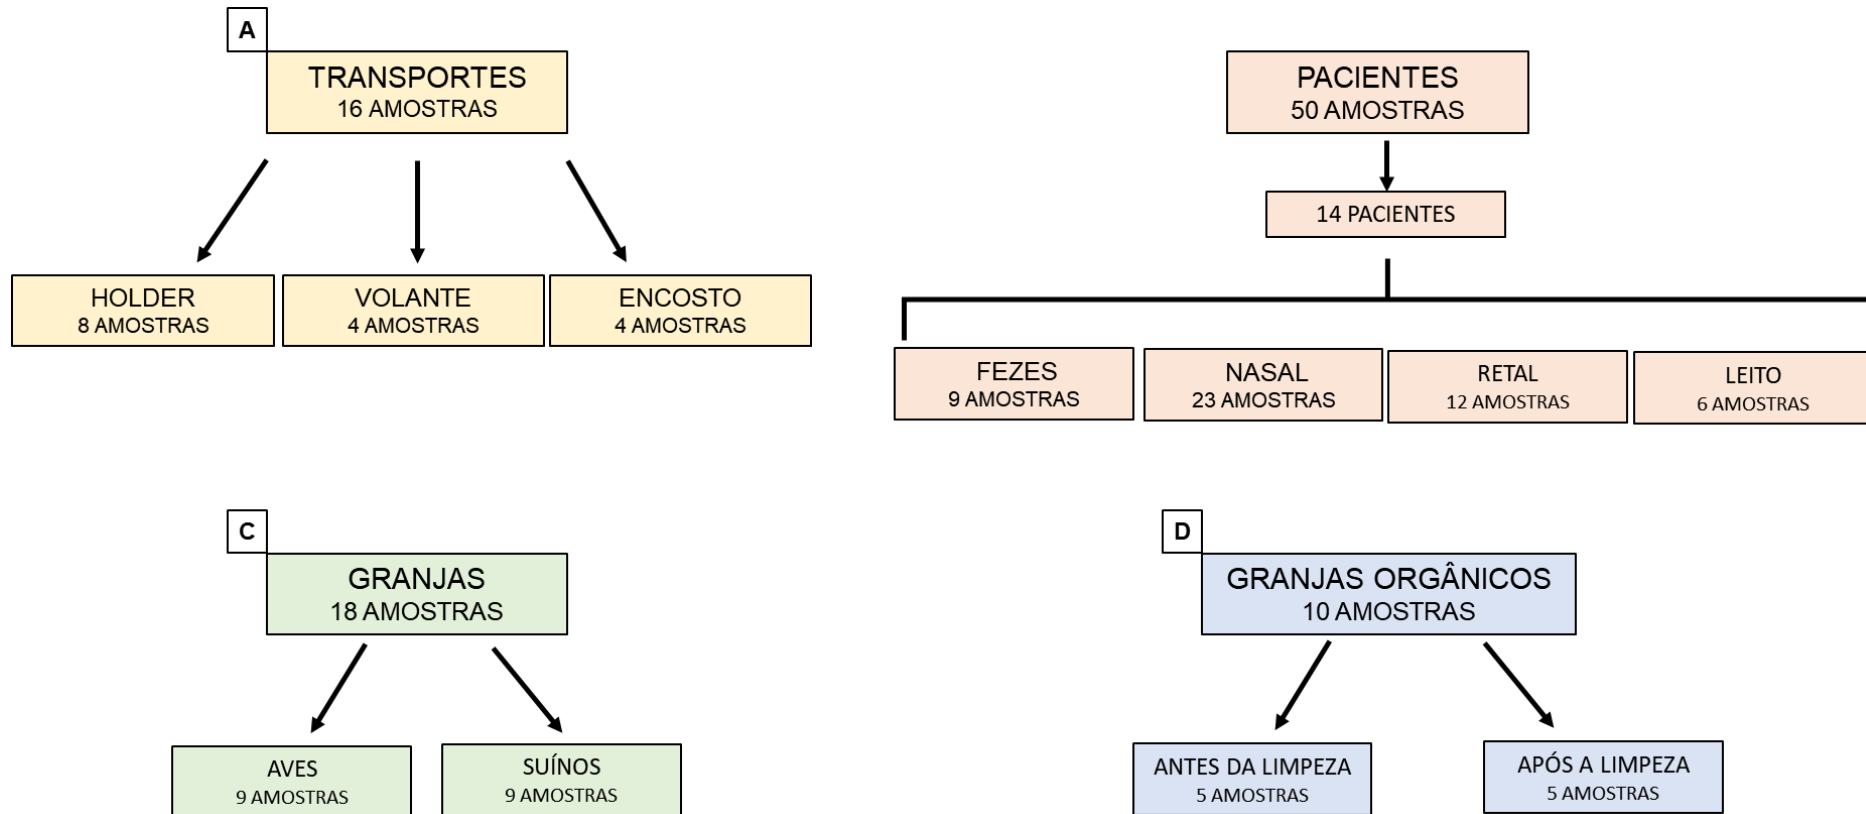 A
TRANSPORTES
16 AMOSTRAS
HOLDER
8 AMOSTRAS
VOLANTE
4 AMOSTRAS
ENCOSTO
4 AMOSTRAS
PACIENTES
50 AMOSTRAS
14 PACIENTES
FEZES
9 AMOSTRAS
NASAL
23 AMOSTRAS
RETAL
12 AMOSTRAS
LEITO
6 AMOSTRAS
C
GRANJAS
18 AMOSTRAS
AVES
9 AMOSTRAS
SUÍNOS
9 AMOSTRAS
D
GRANJAS ORGÂNICOS
10 AMOSTRAS
ANTES DA LIMPEZA
5 AMOSTRAS
APÓS A LIMPEZA
5 AMOSTRAS